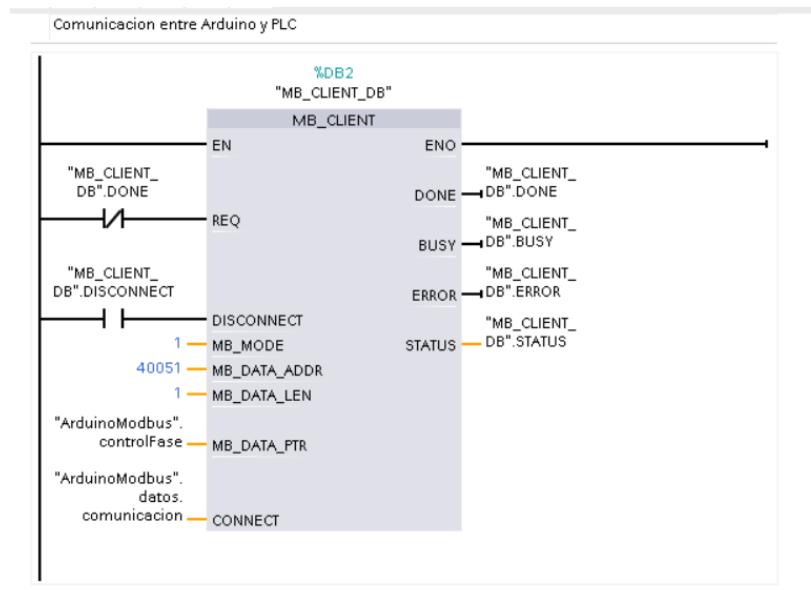 Comunicacion entre Arduino y PLC
%DB2
"MB_CLIENT_DB"
MB_CLIENT
EN
ENO
"MB_CLIENT_
DB".DONE
REQ
"MB_CLIENT_
DB".DISCONNECT
DISCONNECT
1
MB_MODE
40051
MB_DATA_ADDR
1
MB_DATA_LEN
"ArduinoModbus".
controlFase
MB_DATA_PTR
"ArduinoModbus".
datos.
comunicacion
CONNECT
DONE
"MB_CLIENT_
DB".DONE
BUSY
"MB_CLIENT_
DB".BUSY
ERROR
"MB_CLIENT_
DB".ERROR
STATUS
"MB_CLIENT_
DB".STATUS